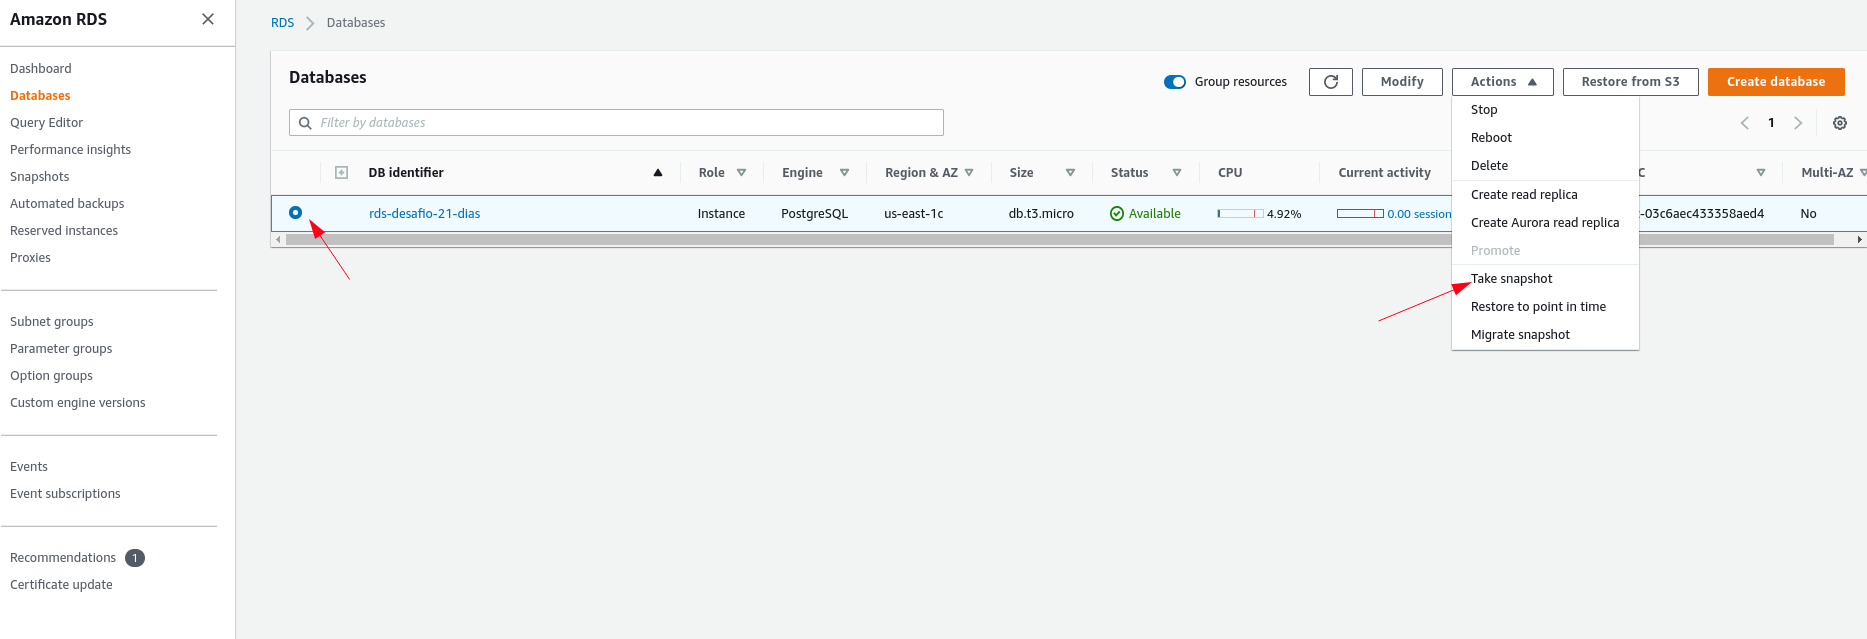 Amazon RDS
Dashboard
Databases
Query Editor
Performance insights
Snapshots
Automated backups
Reserved instances
Proxies
Subnet groups
Parameter groups
Option groups
Custom engine versions
Events
Event subscriptions
Recommendations 1
Certificate update
RDS Databases
Databases
Group resources Modify Actions Restore from S3 Create database
Filter by databases
1
DB identifier Role Engine Region & AZ Size Status CPU Current activity C Multi-AZ
rds-desafio-21-dias Instance PostgreSQL us-east-1c db.t3.micro Available 4.92% 0.00 session -03c6aec433358aed4 No
Stop
Reboot
Delete
Create read replica
Create Aurora read replica
Promote
Take snapshot
Restore to point in time
Migrate snapshot